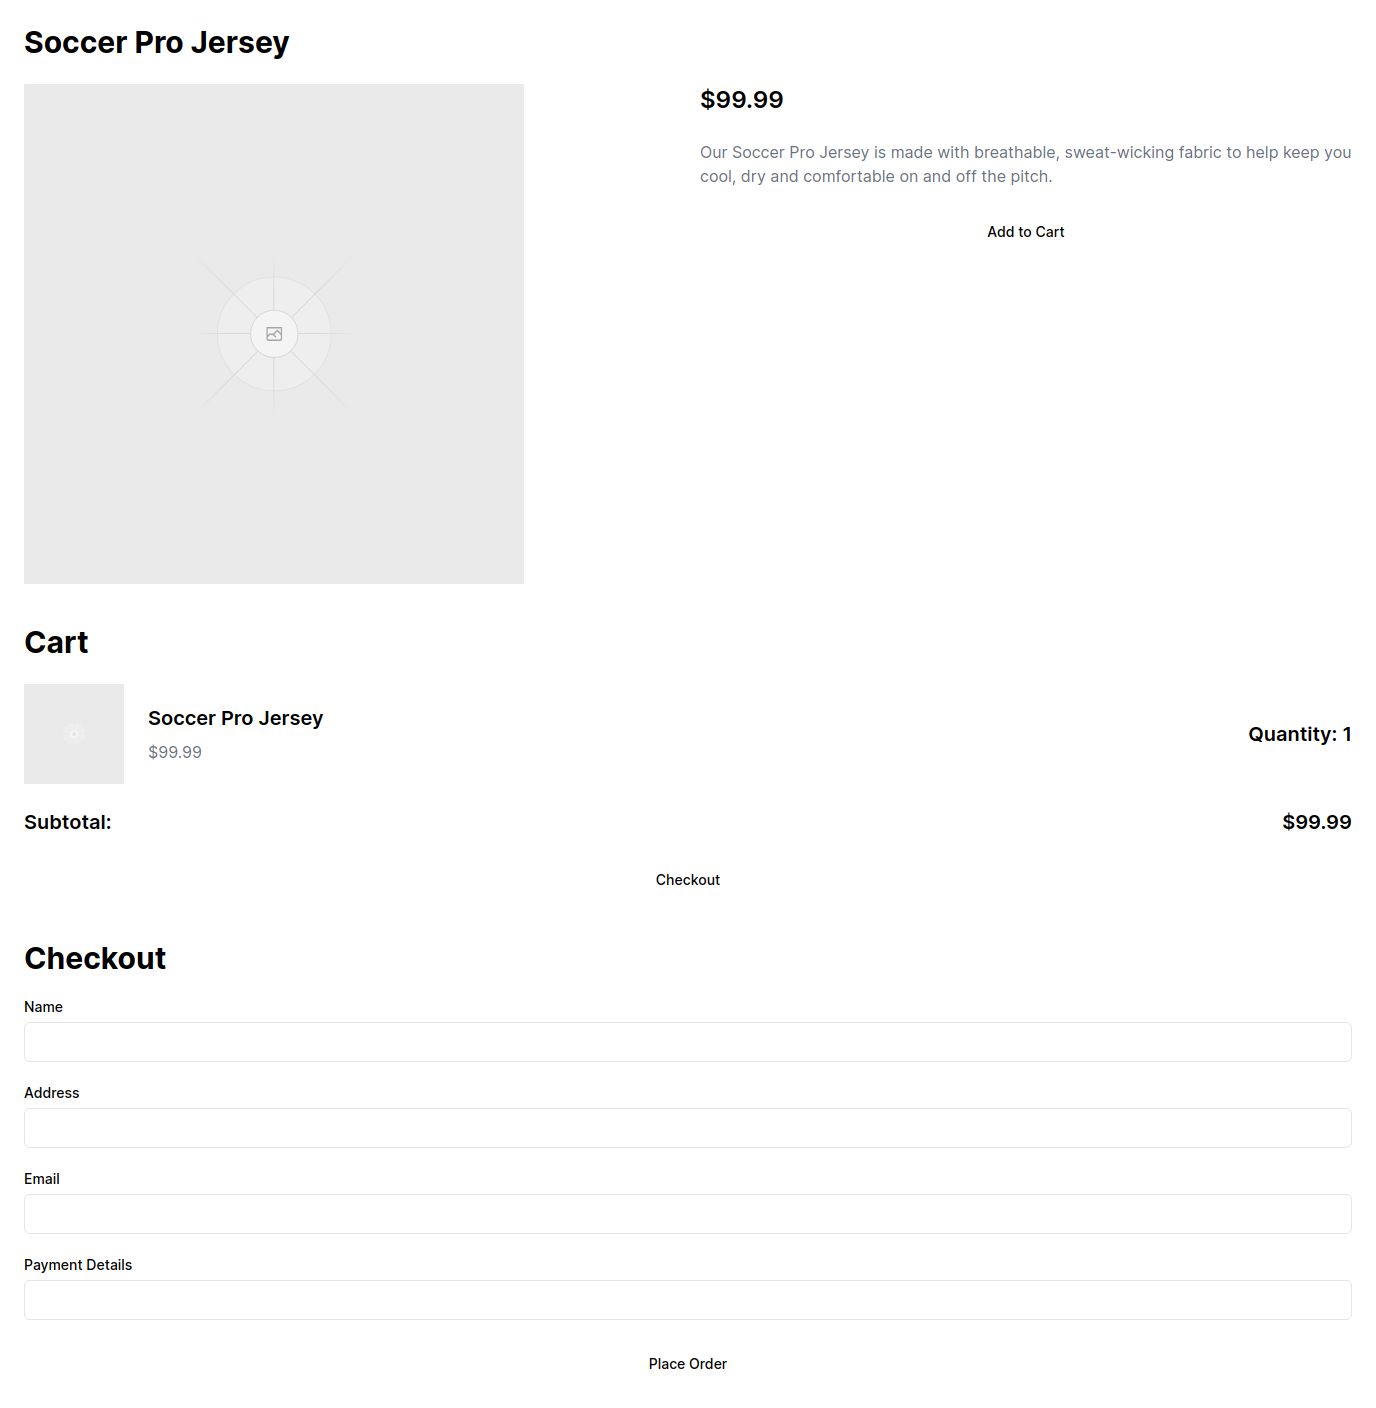 Soccer Pro Jersey
$99.99
Our Soccer Pro Jersey is made with breathable, sweat-wicking fabric to help keep you
cool, dry and comfortable on and off the pitch.
Add to Cart
Cart
Soccer Pro Jersey
$99.99
Quantity: 1
Subtotal:
$99.99
Checkout
Checkout
Name
Address
Email
Payment Details
Place Order